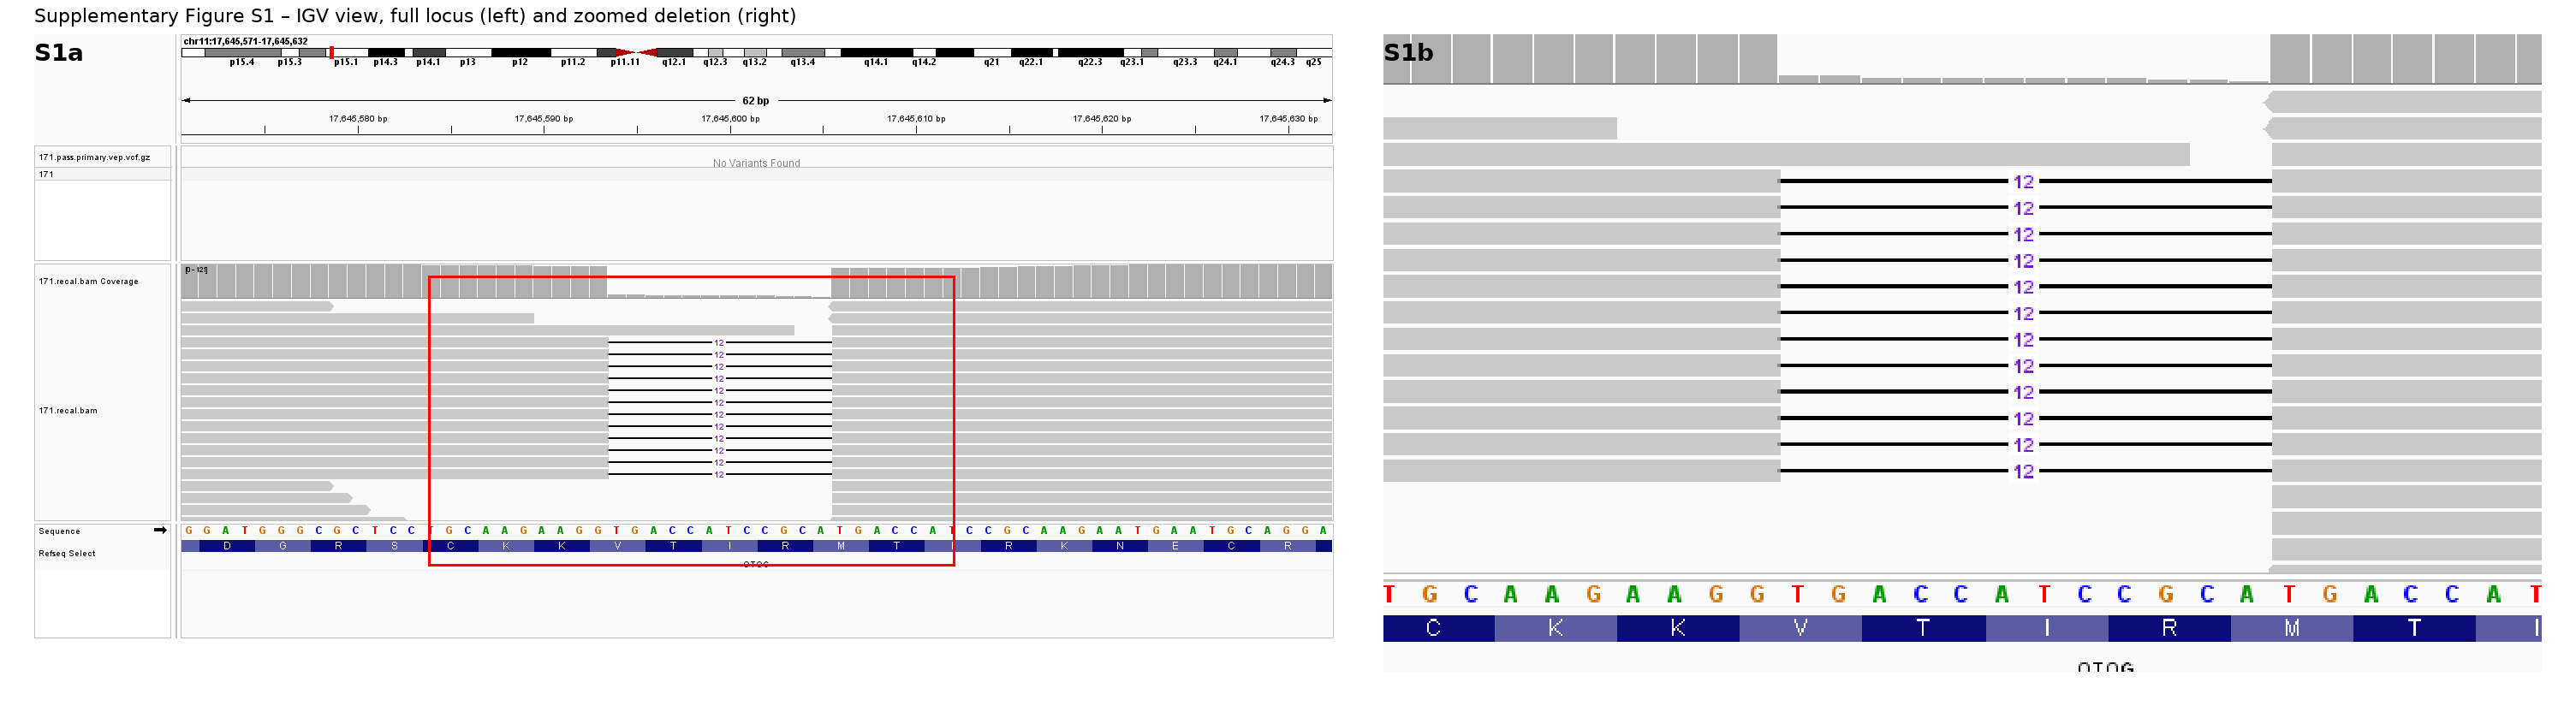 Supplementary Figure S1 – IGV view, full locus (left) and zoomed deletion (right)
S1a
chr11:17,645,571-17,645,632
p15.4 p15.3 p15.1 p14.3 p14.1 p13 p12 p11.2 p11.11 q12.1 q12.3 q13.2 q13.4 q14.1 q14.2 q21 q22.1 q22.3 q23.1 q23.3 q24.1 q24.3 q25
62 bp
17,645,580 bp 17,645,590 bp 17,645,600 bp 17,645,610 bp 17,645,620 bp 17,645,630 bp
171.pass.primary.vep.vcf.gz
No Variants Found
171
171.recal.bam Coverage
[0 - 121]
12
12
12
12
12
12
12
12
12
12
12
12
171.recal.bam
Sequence
G G A T G G G C G C T C C T G C A A G A A G G T G A C C A T C C G C A T G A C C A T C C G C A A G A A T G A A T G C A G G A
Refseq Select
D G R S C K K V T I R M T I R K N E C R
OTOG
S1b
12
12
12
12
12
12
12
12
12
12
12
12
T G C A A G A A G G T G A C C A T C C G C A T G A C C A T
C K K V T I R M T I
OTOG